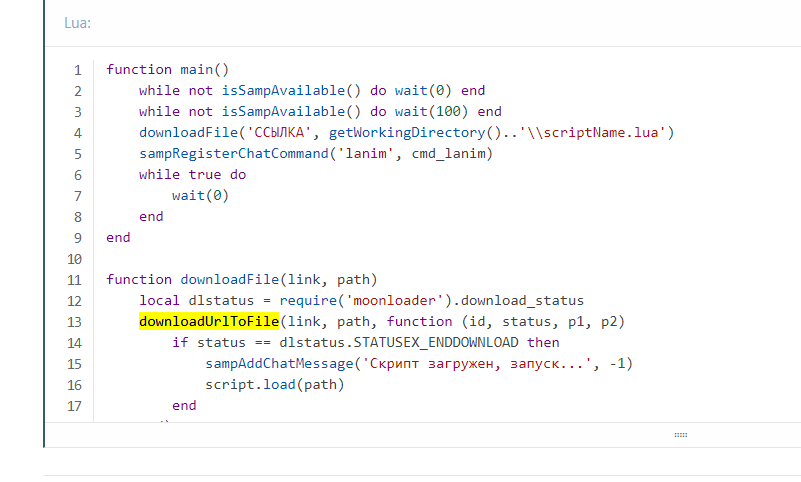 Lua:
1 function main()
2 while not isSampAvailable() do wait(0) end
3 while not isSampAvailable() do wait(100) end
4 downloadFile('ССЫЛКА', getWorkingDirectory()..'\\scriptName.lua')
5 sampRegisterChatCommand('lanim', cmd_lanim)
6 while true do
7 wait(0)
8 end
9 end
10
11 function downloadFile(link, path)
12 local dlstatus = require('moonloader').download_status
13 downloadUrlToFile(link, path, function (id, status, p1, p2)
14 if status == dlstatus.STATUSEX_ENDDOWNLOAD then
15 sampAddChatMessage('Скрипт загружен, запуск...', -1)
16 script.load(path)
17 end